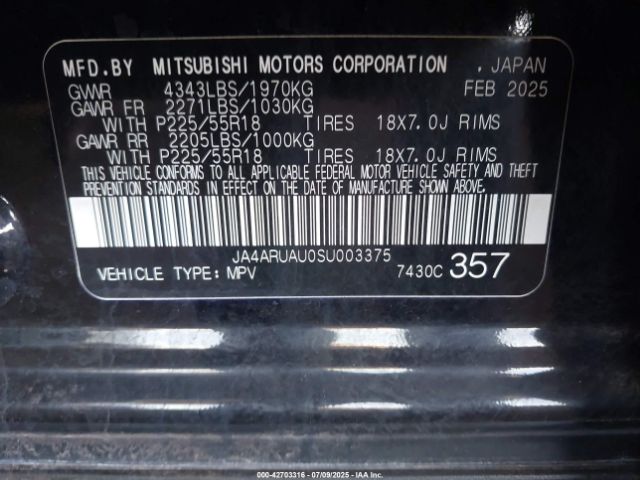 MFD.BY MITSUBISHI MOTORS CORPORATION , JAPAN
GVWR 4343LBS/1970KG FEB 2025
GAWR FR 2271LBS/1030KG
WITH P225/55R18 TIRES 18X7.0J RIMS
GAWR RR 2205LBS/1000KG
WITH P225/55R18 TIRES 18X7.0J RIMS
THIS VEHICLE CONFORMS TO ALL APPLICABLE FEDERAL MOTOR VEHICLE SAFETY AND THEFT
PREVENTION STANDARDS IN EFFECT ON THE DATE OF MANUFACTURE SHOWN ABOVE.
JA4ARUAU0SU003375
VEHICLE TYPE: MPV 7430C 357
000-42703316 - 07/09/2025 - IAAI.COM